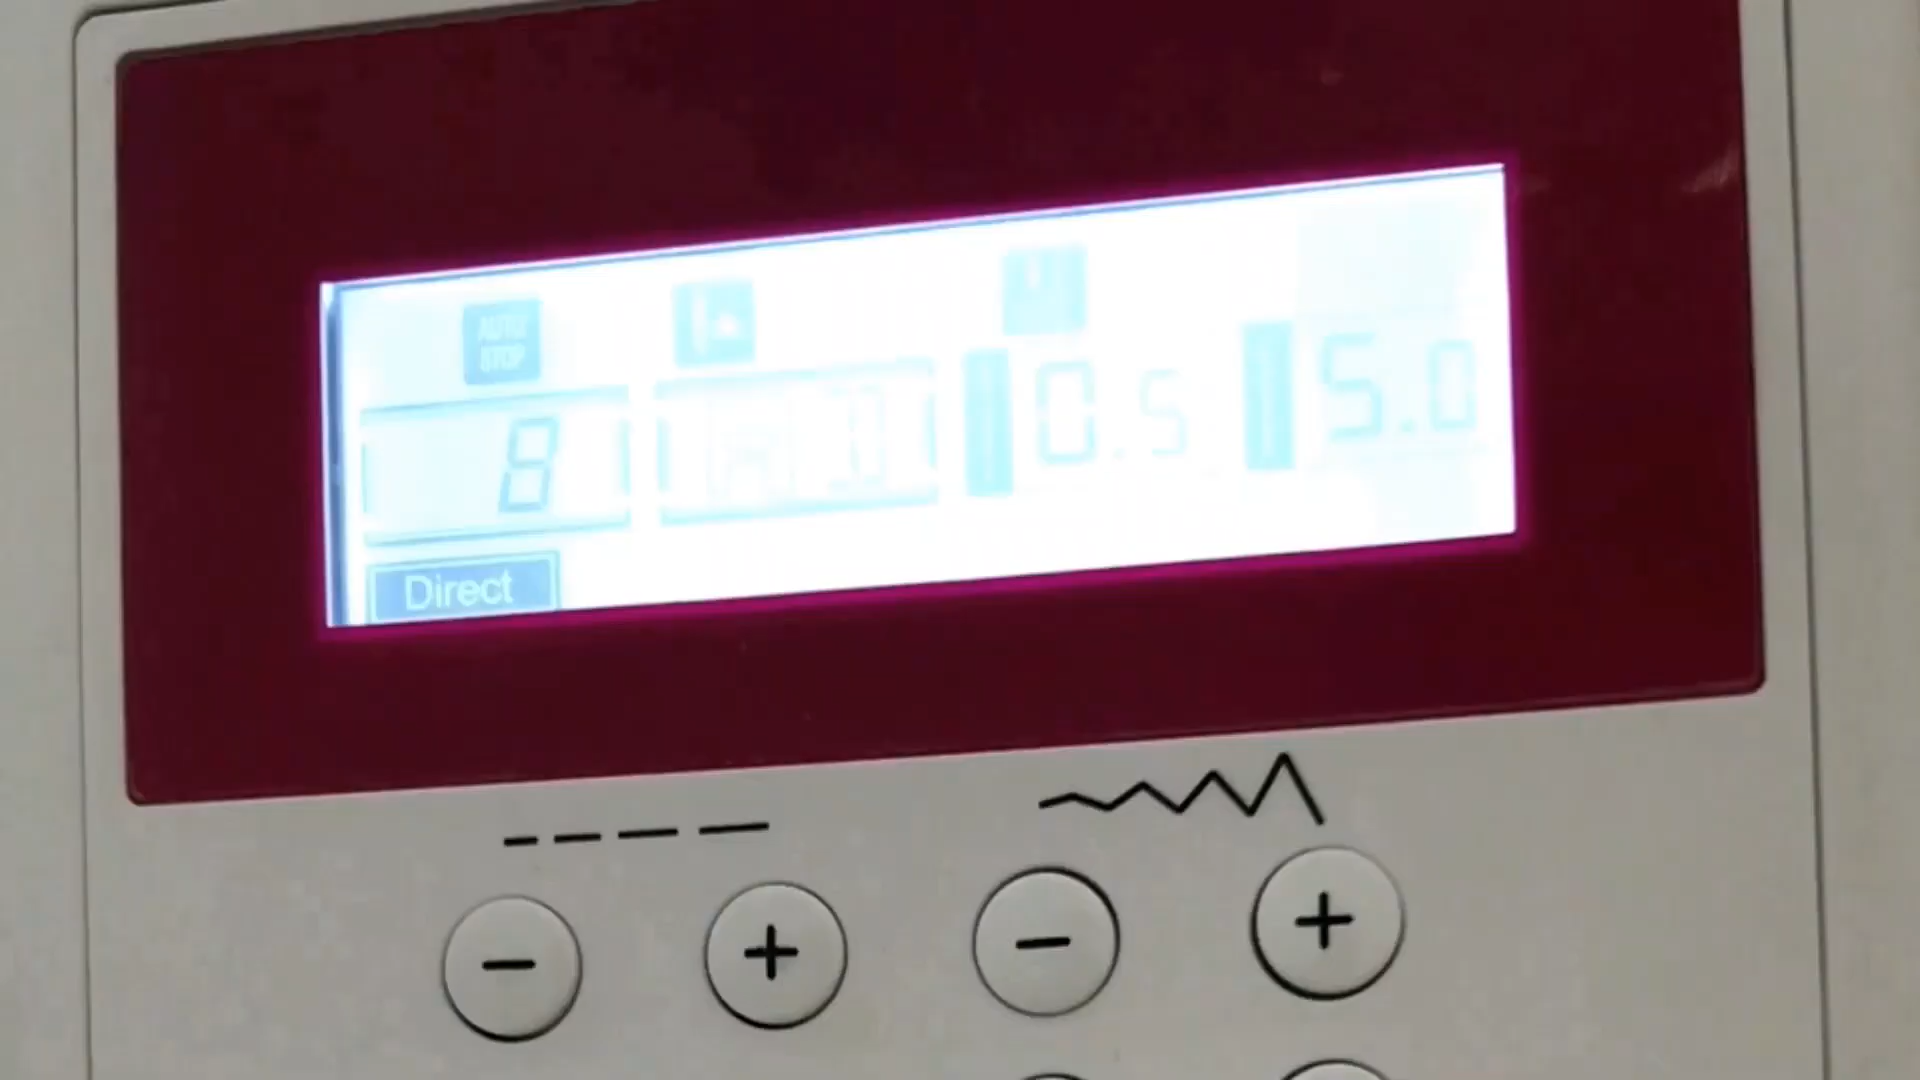 AUTO
STOP
8 0.5 5.0
Direct
- + - +